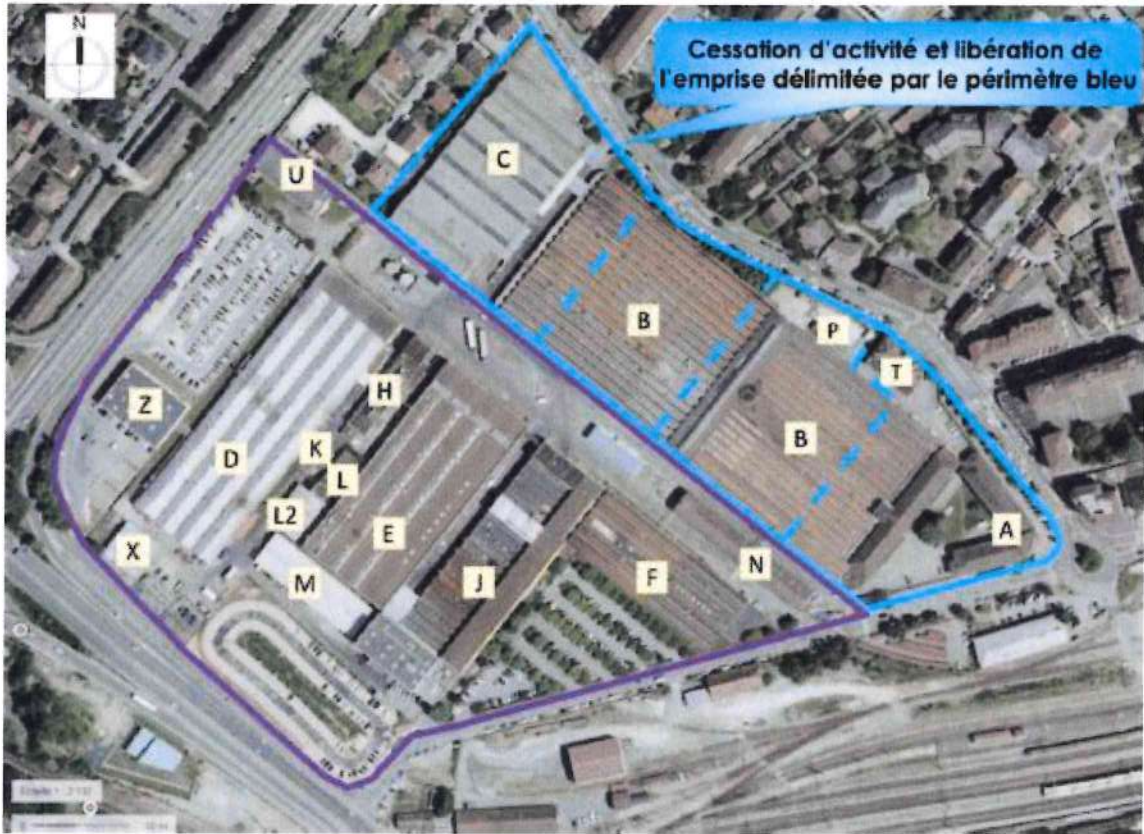 N
Cessation d'activité et libération de
l'emprise délimitée par le périmètre bleu
C
U
B
P
T
H
Z
K
B
D
L
L2
E
A
X
M
J
F
N